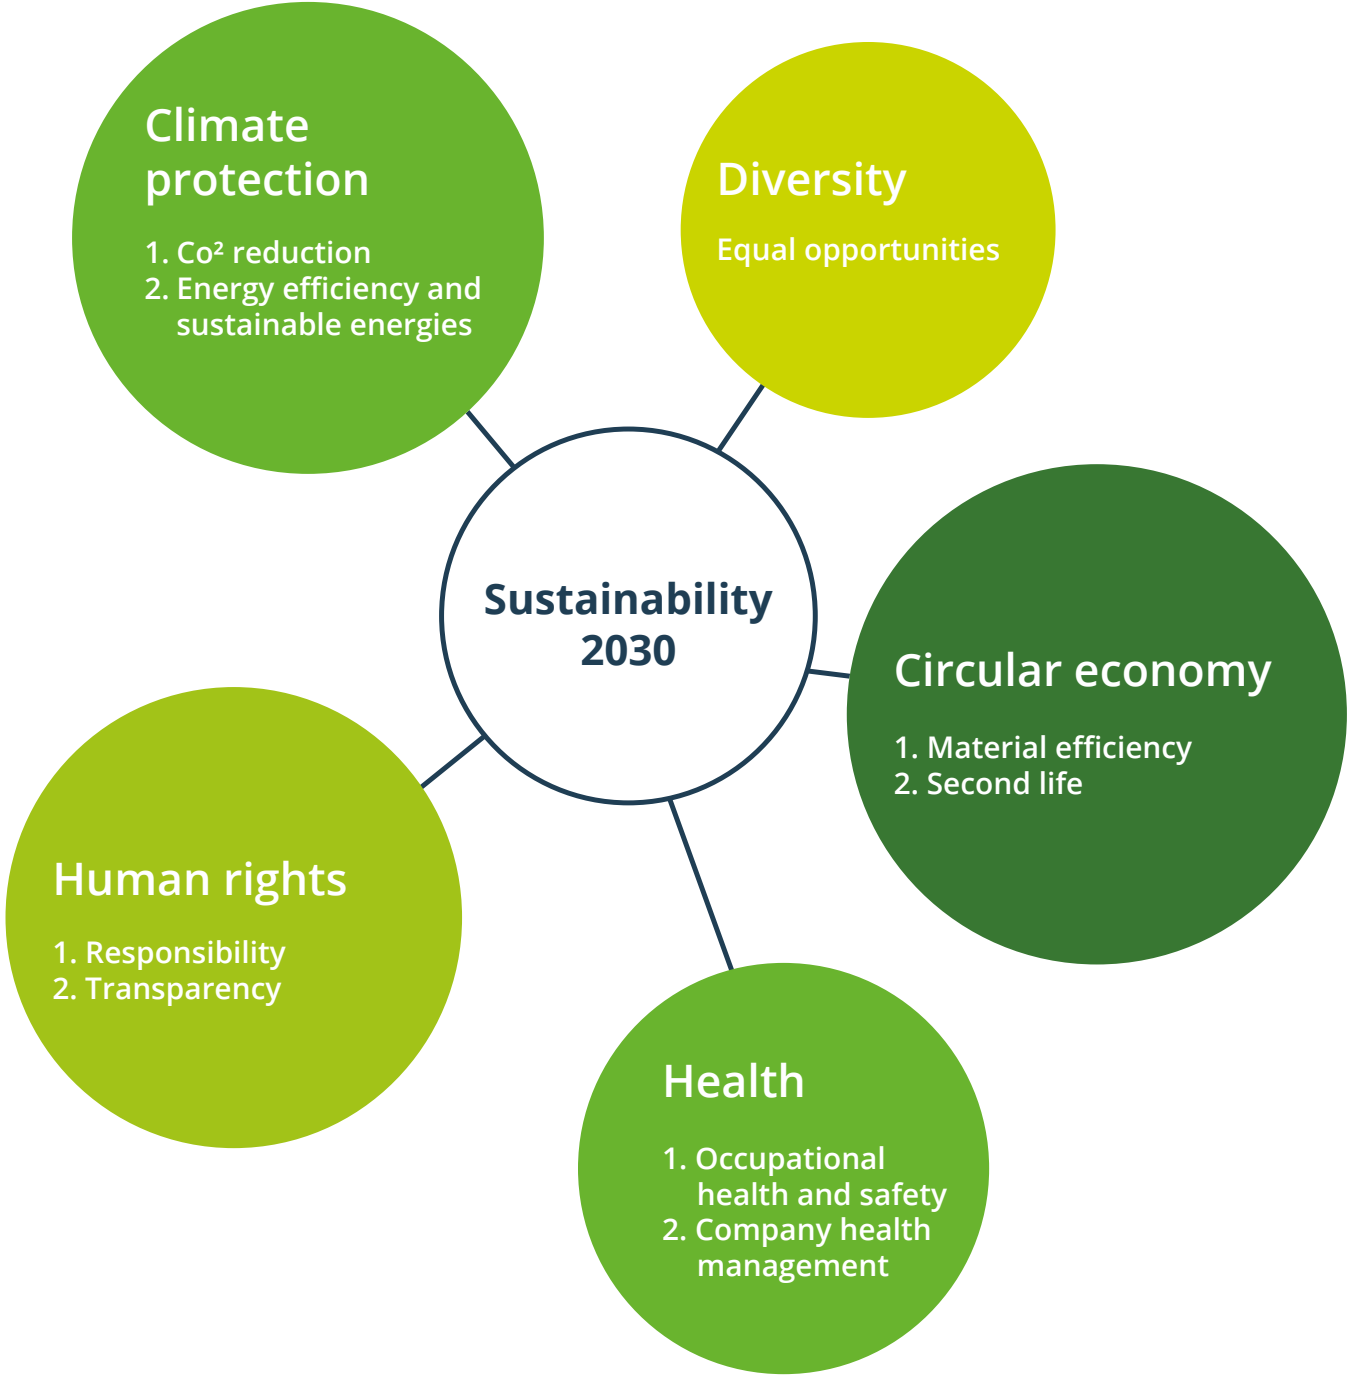 Climate
protection
1. Co² reduction
2. Energy efficiency and
sustainable energies
Diversity
Equal opportunities
Sustainability
2030
Circular economy
1. Material efficiency
2. Second life
Human rights
1. Responsibility
2. Transparency
Health
1. Occupational
health and safety
2. Company health
management